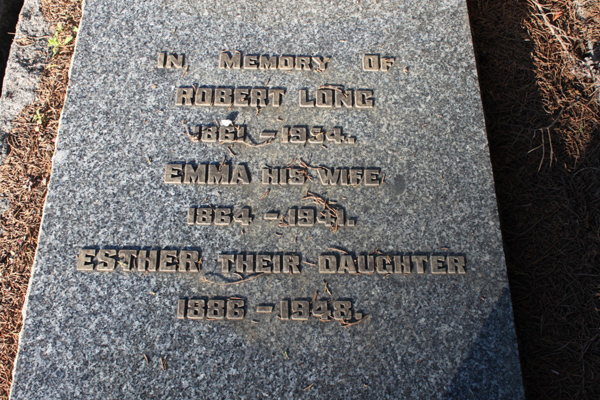 IN MEMORY OF
ROBERT LONG
1861 - 1934.
EMMA HIS WIFE
1864 - 1941.
ESTHER THEIR DAUGHTER
1886 - 1948.